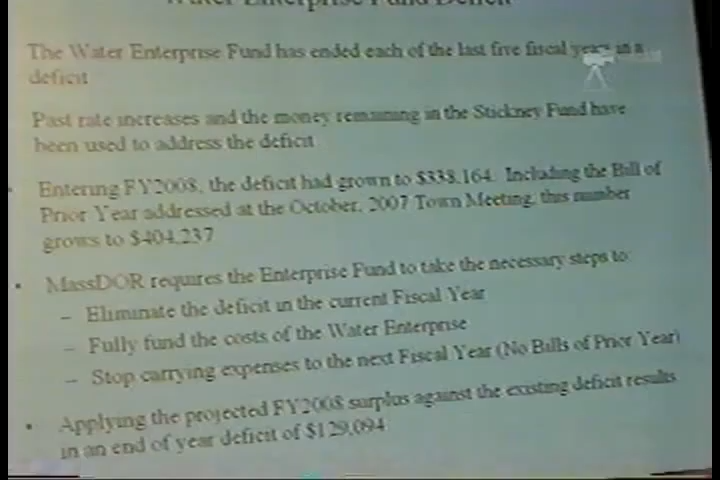 Water Enterprise Fund Deficit
The Water Enterprise Fund has ended each of the last five fiscal years in a
deficit
Past rate increases and the money remaining in the Stickney Fund have
been used to address the deficit
Entering FY2008, the deficit had grown to $338,164. Including the Bill of
Prior Year addressed at the October, 2007 Town Meeting, this number
grows to $404,237
• MassDOR requires the Enterprise Fund to take the necessary steps to:
– Eliminate the deficit in the current Fiscal Year
– Fully fund the costs of the Water Enterprise
– Stop carrying expenses to the next Fiscal Year (No Bills of Prior Year)
• Applying the projected FY2008 surplus against the existing deficit results
in an end of year deficit of $129,094